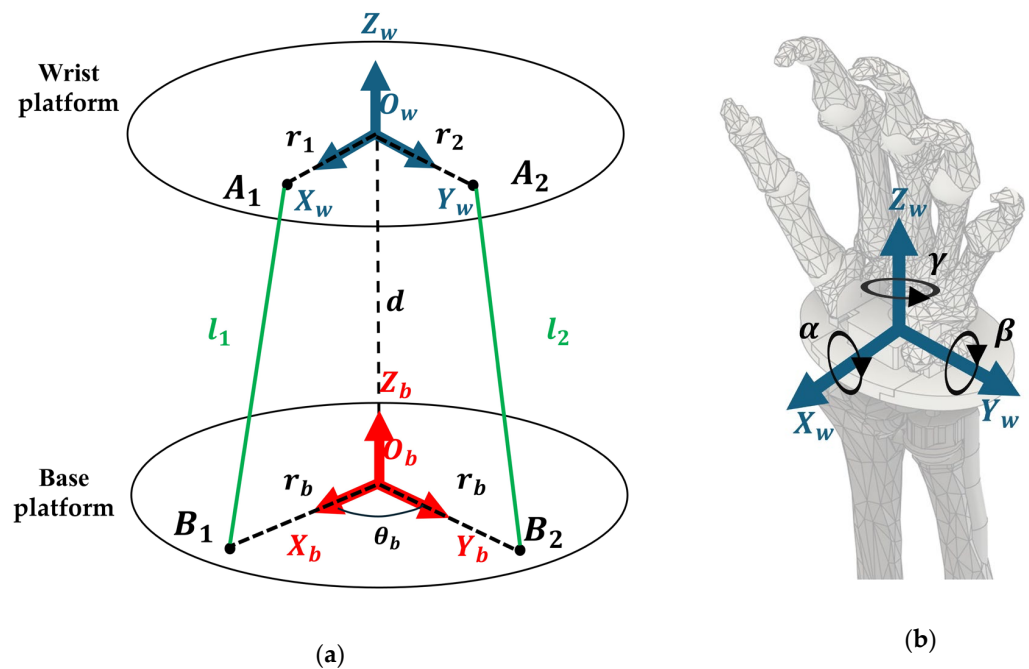 Z_w
Wrist
platform
O_w
r_1
r_2
A_1
A_2
X_w
Y_w
l_1
d
l_2
Z_b
Base
platform
O_b
r_b
r_b
B_1
B_2
X_b
θ_b
Y_b
(a)
Z_w
γ
α
β
X_w
Y_w
(b)